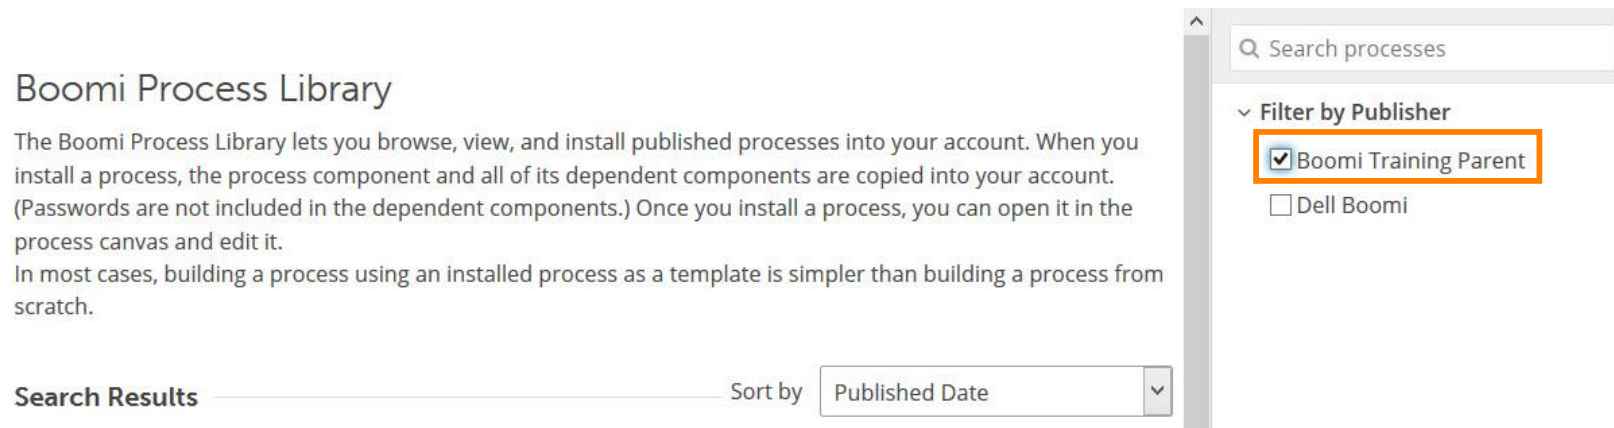 Boomi Process Library
The Boomi Process Library lets you browse, view, and install published processes into your account. When you
install a process, the process component and all of its dependent components are copied into your account.
(Passwords are not included in the dependent components.) Once you install a process, you can open it in the
process canvas and edit it.
In most cases, building a process using an installed process as a template is simpler than building a process from
scratch.
Search Results
Sort by
Published Date
Search processes
Filter by Publisher
Boomi Training Parent
Dell Boomi